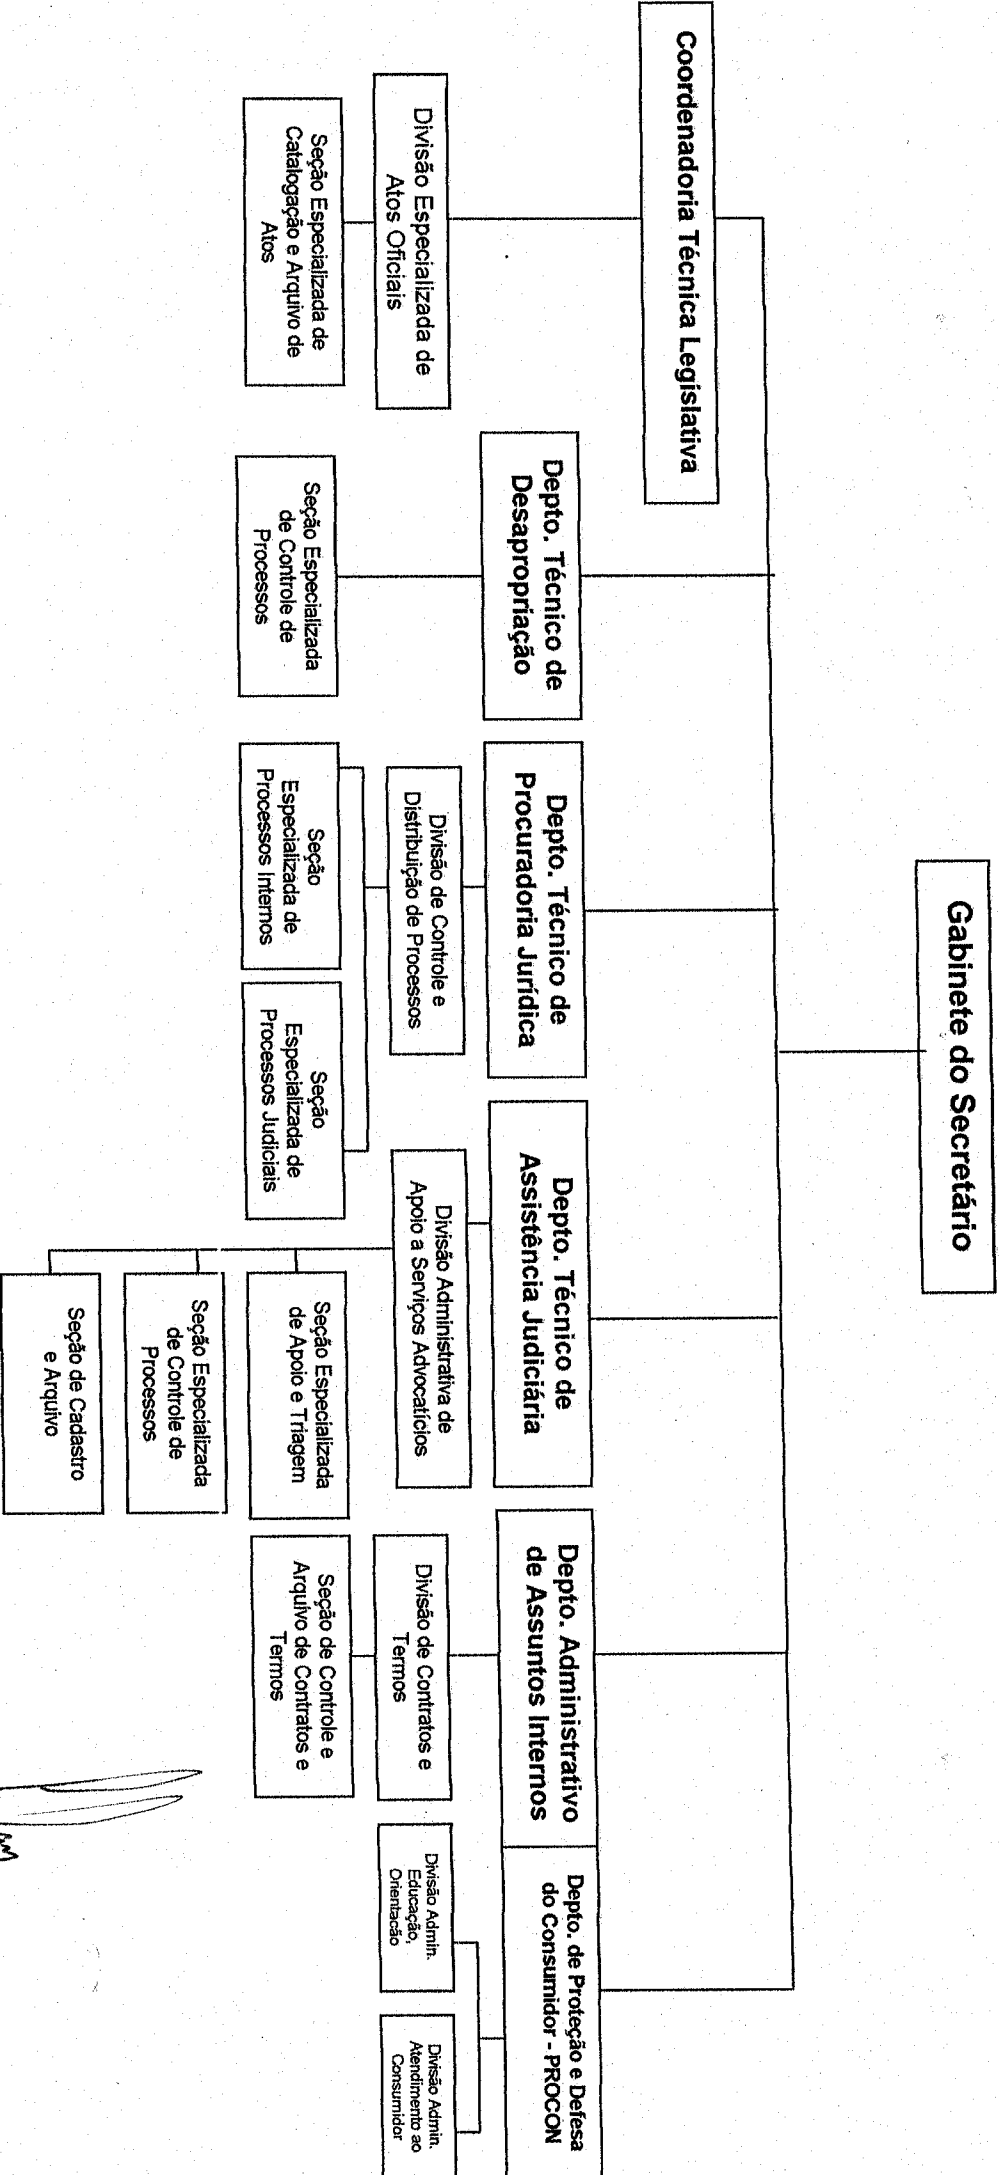 Gabinete do Secretário
Coordenadoria Técnica Legislativa
Divisão Especializada de
Atos Oficiais
Seção Especializada de
Catalogação e Arquivo de
Atos
Depto. Técnico de
Desapropriação
Seção Especializada
de Controle de
Processos
Depto. Técnico de
Procuradoria Jurídica
Divisão de Controle e
Distribuição de Processos
Seção
Especializada de
Processos Internos
Seção
Especializada de
Processos Judiciais
Depto. Técnico de
Assistência Judiciária
Divisão Administrativa de
Apoio a Serviços Advocatícios
Seção Especializada
de Apoio e Triagem
Seção Especializada
de Controle de
Processos
Seção de Cadastro
e Arquivo
Depto. Administrativo
de Assuntos Internos
Divisão de Contratos e
Termos
Seção de Controle e
Arquivo de Contratos e
Termos
Depto. de Proteção e Defesa
do Consumidor - PROCON
Divisão Admin.
Educação,
Orientacão
Divisão Admin.
Atendimento ao
Consumidor